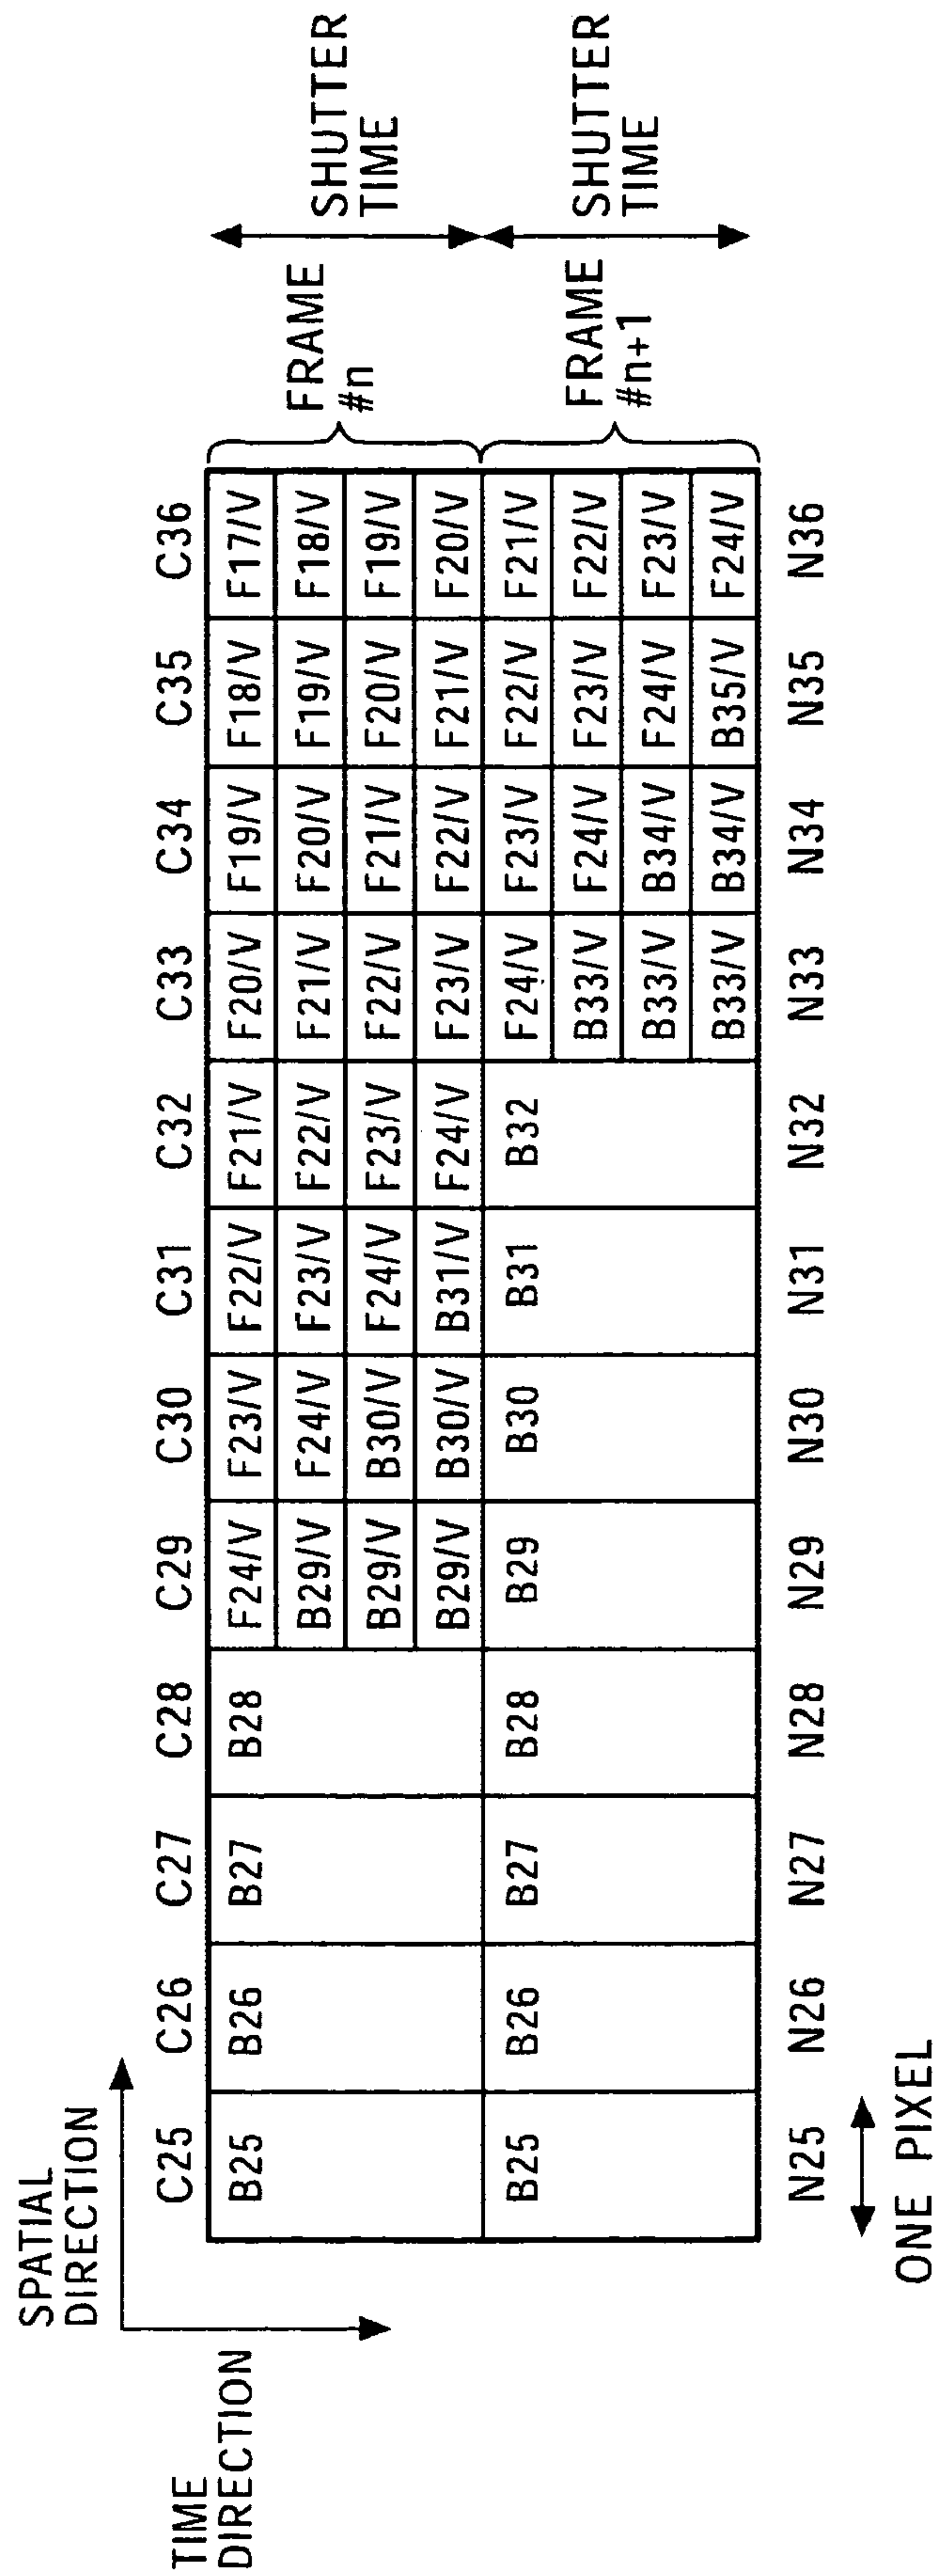 SPATIAL
DIRECTION
TIME
DIRECTION
C25 C26 C27 C28 C29 C30 C31 C32 C33 C34 C35 C36
B25 B26 B27 B28 F24/V F23/V F22/V F21/V F20/V F19/V F18/V F17/V
B29/V F24/V F23/V F22/V F21/V F20/V F19/V F18/V
B29/V B30/V F24/V F23/V F22/V F21/V F20/V F19/V
B29/V B30/V B31/V F24/V F23/V F22/V F21/V F20/V
B25 B26 B27 B28 B29 B30 B31 B32 F24/V F23/V F22/V F21/V
B33/V F24/V F23/V F22/V
B33/V B34/V F24/V F23/V
B33/V B34/V B35/V F24/V
N25 N26 N27 N28 N29 N30 N31 N32 N33 N34 N35 N36
ONE PIXEL
FRAME
#n
SHUTTER
TIME
FRAME
#n+1
SHUTTER
TIME